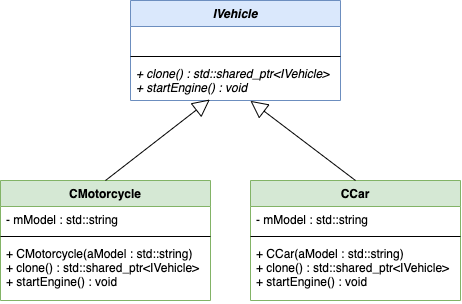 IVehicle
+ clone() : std::shared_ptr<IVehicle>
+ startEngine() : void
CMotorcycle
- mModel : std::string
+ CMotorcycle(aModel : std::string)
+ clone() : std::shared_ptr<IVehicle>
+ startEngine() : void
CCar
- mModel : std::string
+ CCar(aModel : std::string)
+ clone() : std::shared_ptr<IVehicle>
+ startEngine() : void